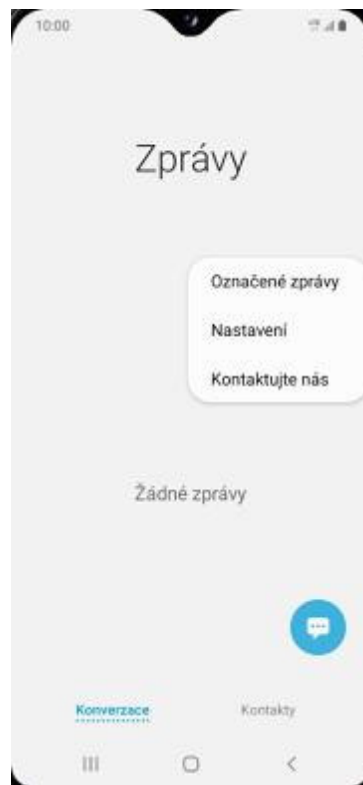 10:00
Zprávy
Označené zprávy
Nastavení
Kontaktujte nás
Žádné zprávy
Konverzace
Kontakty